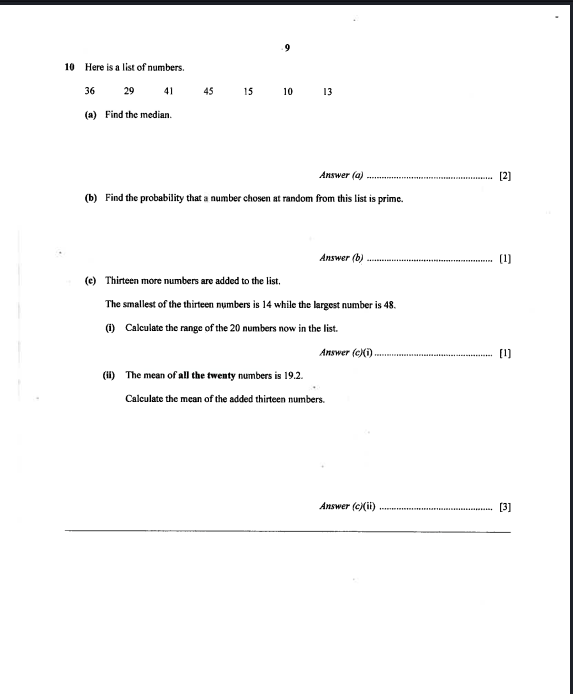 9
10 Here is a list of numbers.
36 29 41 45 15 10 13
(a) Find the median.
Answer (a) ................................................ [2]
(b) Find the probability that a number chosen at random from this list is prime.
Answer (b) ................................................ [1]
(c) Thirteen more numbers are added to the list.
The smallest of the thirteen numbers is 14 while the largest number is 48.
(i) Calculate the range of the 20 numbers now in the list.
Answer (c)(i) ............................................. [1]
(ii) The mean of all the twenty numbers is 19.2.
Calculate the mean of the added thirteen numbers.
Answer (c)(ii) ........................................... [3]